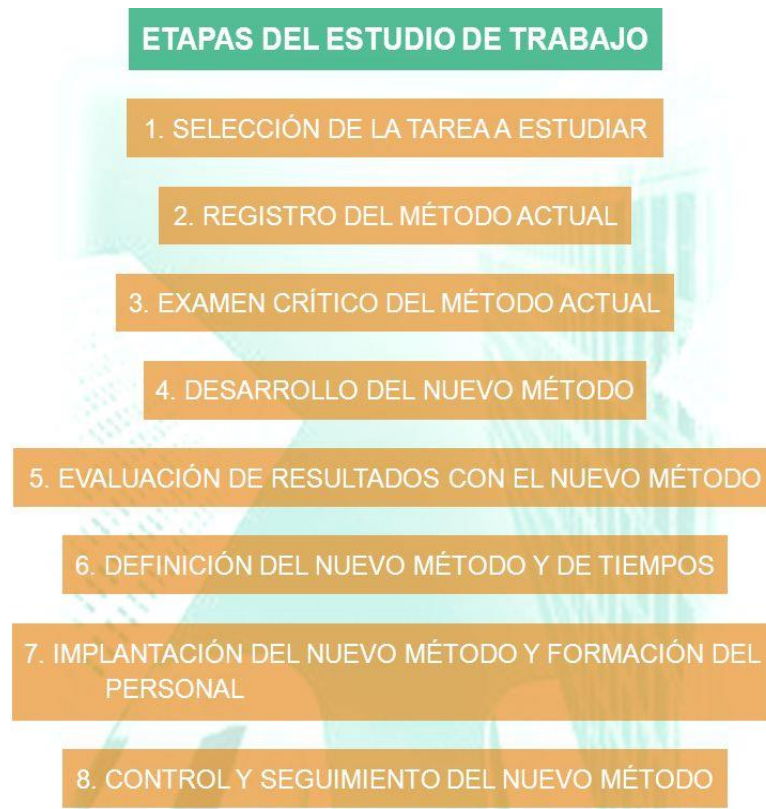 ETAPAS DEL ESTUDIO DE TRABAJO
1. SELECCIÓN DE LA TAREA A ESTUDIAR
2. REGISTRO DEL MÉTODO ACTUAL
3. EXAMEN CRÍTICO DEL MÉTODO ACTUAL
4. DESARROLLO DEL NUEVO MÉTODO
5. EVALUACIÓN DE RESULTADOS CON EL NUEVO MÉTODO
6. DEFINICIÓN DEL NUEVO MÉTODO Y DE TIEMPOS
7. IMPLANTACIÓN DEL NUEVO MÉTODO Y FORMACIÓN DEL
PERSONAL
8. CONTROL Y SEGUIMIENTO DEL NUEVO MÉTODO